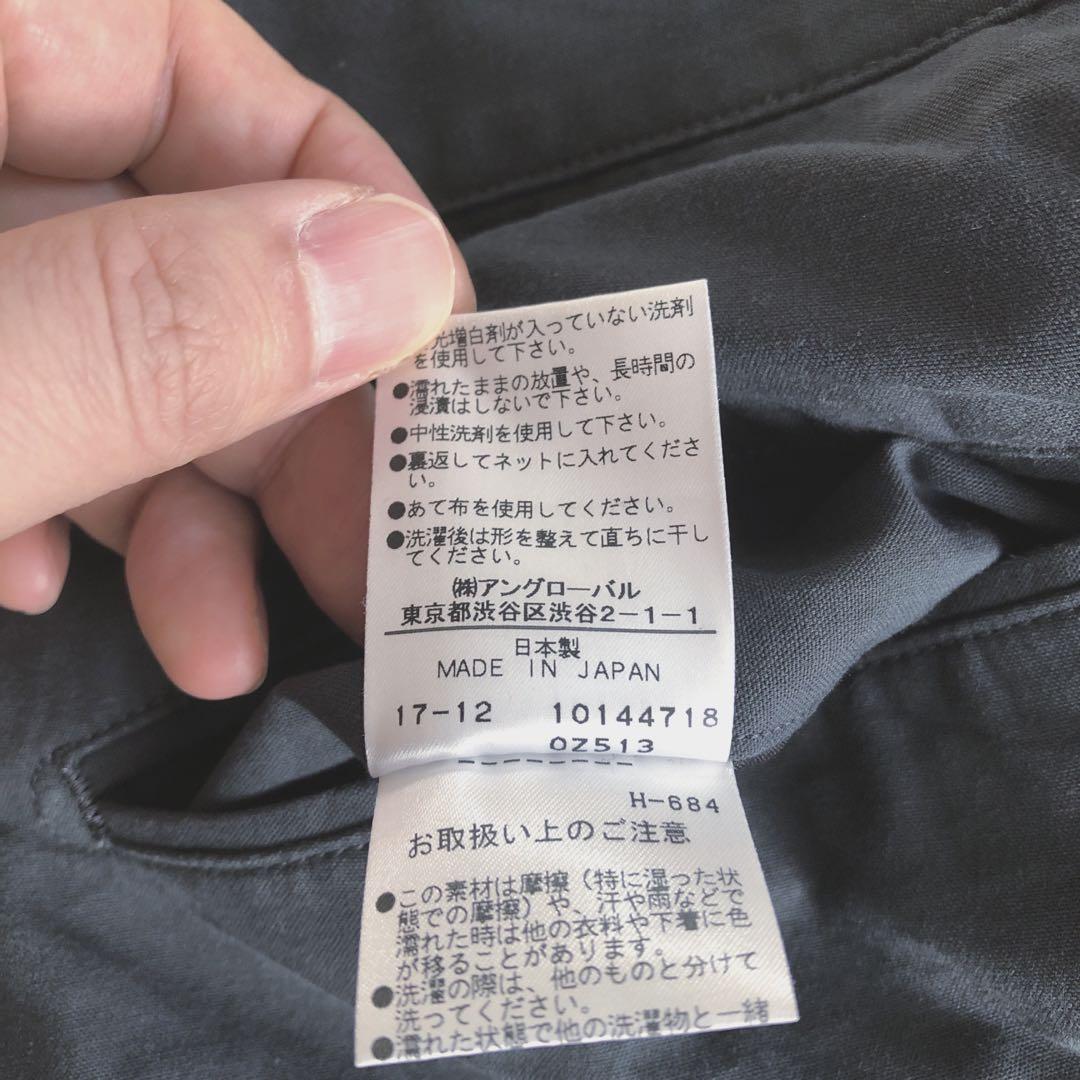 光増白剤が入っていない洗剤
を使用して下さい。
●濡れたままの放置や、長時間の
浸漬はしないで下さい。
●中性洗剤を使用して下さい。
●裏返してネットに入れてくださ
い。
●あて布を使用してください。
●洗濯後は形を整えて直ちに干し
てください。
㈱アングローバル
東京都渋谷区渋谷2-1-1
日本製
MADE IN JAPAN
17-12 10144718
0Z513
--------
H-684
お取扱い上のご注意
●この素材は摩擦(特に湿った状
態での摩擦)や、汗や雨などで
濡れた時は他の衣料や下着に色
が移ることがあります。
●洗濯の際は、他のものと分けて
洗ってください。
●濡れた状態で他の洗濯物と一緒